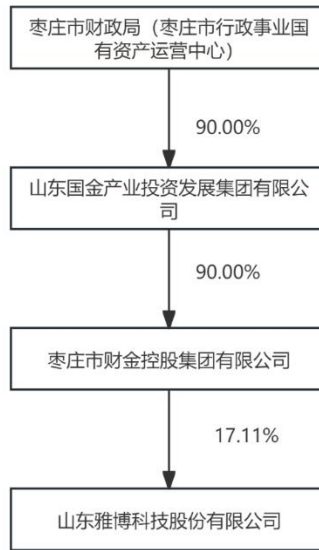 枣庄市财政局（枣庄市行政事业国
有资产运营中心）
90.00%
山东国金产业投资发展集团有限公
司
90.00%
枣庄市财金控股集团有限公司
17.11%
山东雅博科技股份有限公司